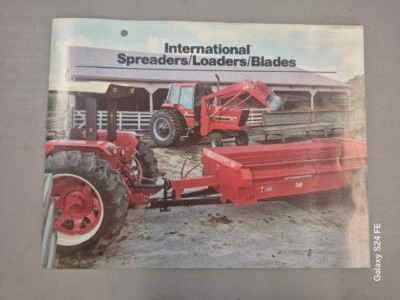 International
Spreaders/Loaders/Blades
Galaxy S24 FE